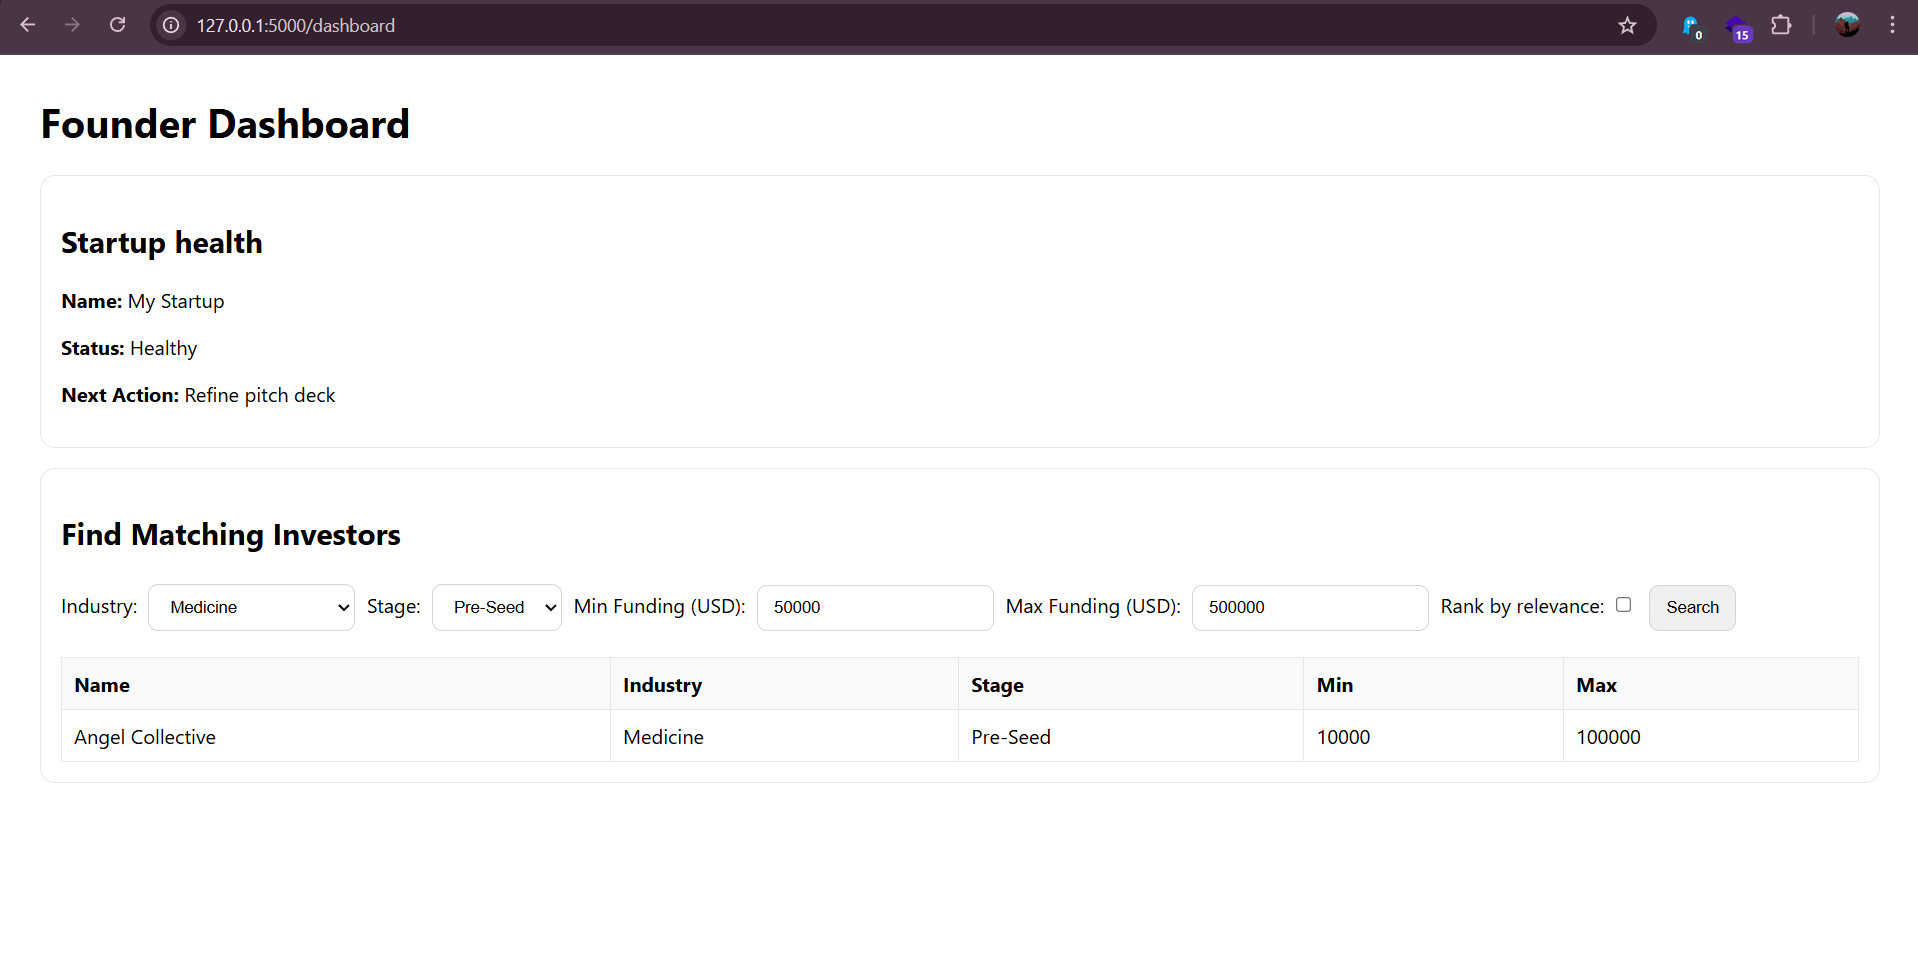 127.0.0.1:5000/dashboard
0
15
Founder Dashboard
Startup health
Name: My Startup
Status: Healthy
Next Action: Refine pitch deck
Find Matching Investors
Industry: Medicine Stage: Pre-Seed Min Funding (USD): 50000 Max Funding (USD): 500000 Rank by relevance: Search
Name Industry Stage Min Max
Angel Collective Medicine Pre-Seed 10000 100000